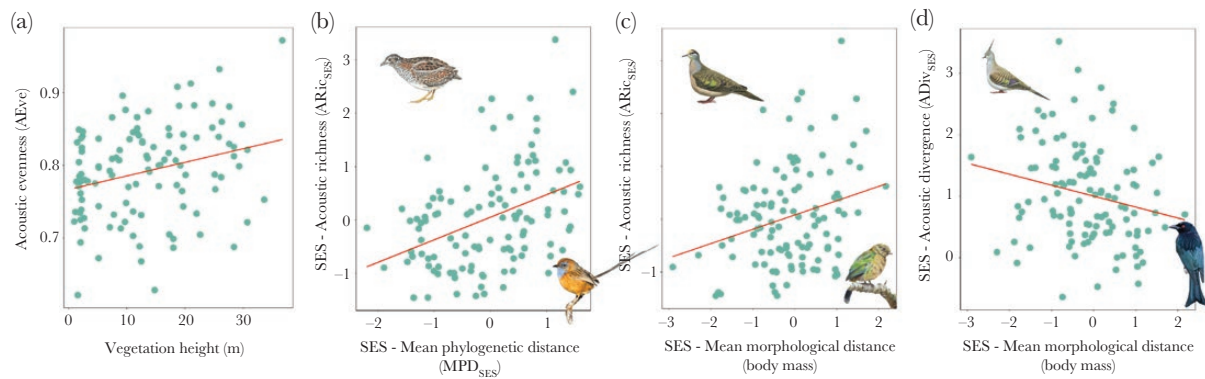 (a)
Acoustic evenness (AEve)
0.9
0.8
0.7
0
10
20
30
Vegetation height (m)
(b)
SES - Acoustic richness (ARic_SES)
3
2
1
0
−1
−2
−1
0
1
SES - Mean phylogenetic distance
(MPD_SES)
(c)
SES - Acoustic richness (ARic_SES)
−1
−3
−2
−1
0
1
2
SES - Mean morphological distance
(body mass)
(d)
SES - Acoustic divergence (ADiv_SES)
3
2
1
0
−3
−2
−1
0
1
2
SES - Mean morphological distance
(body mass)